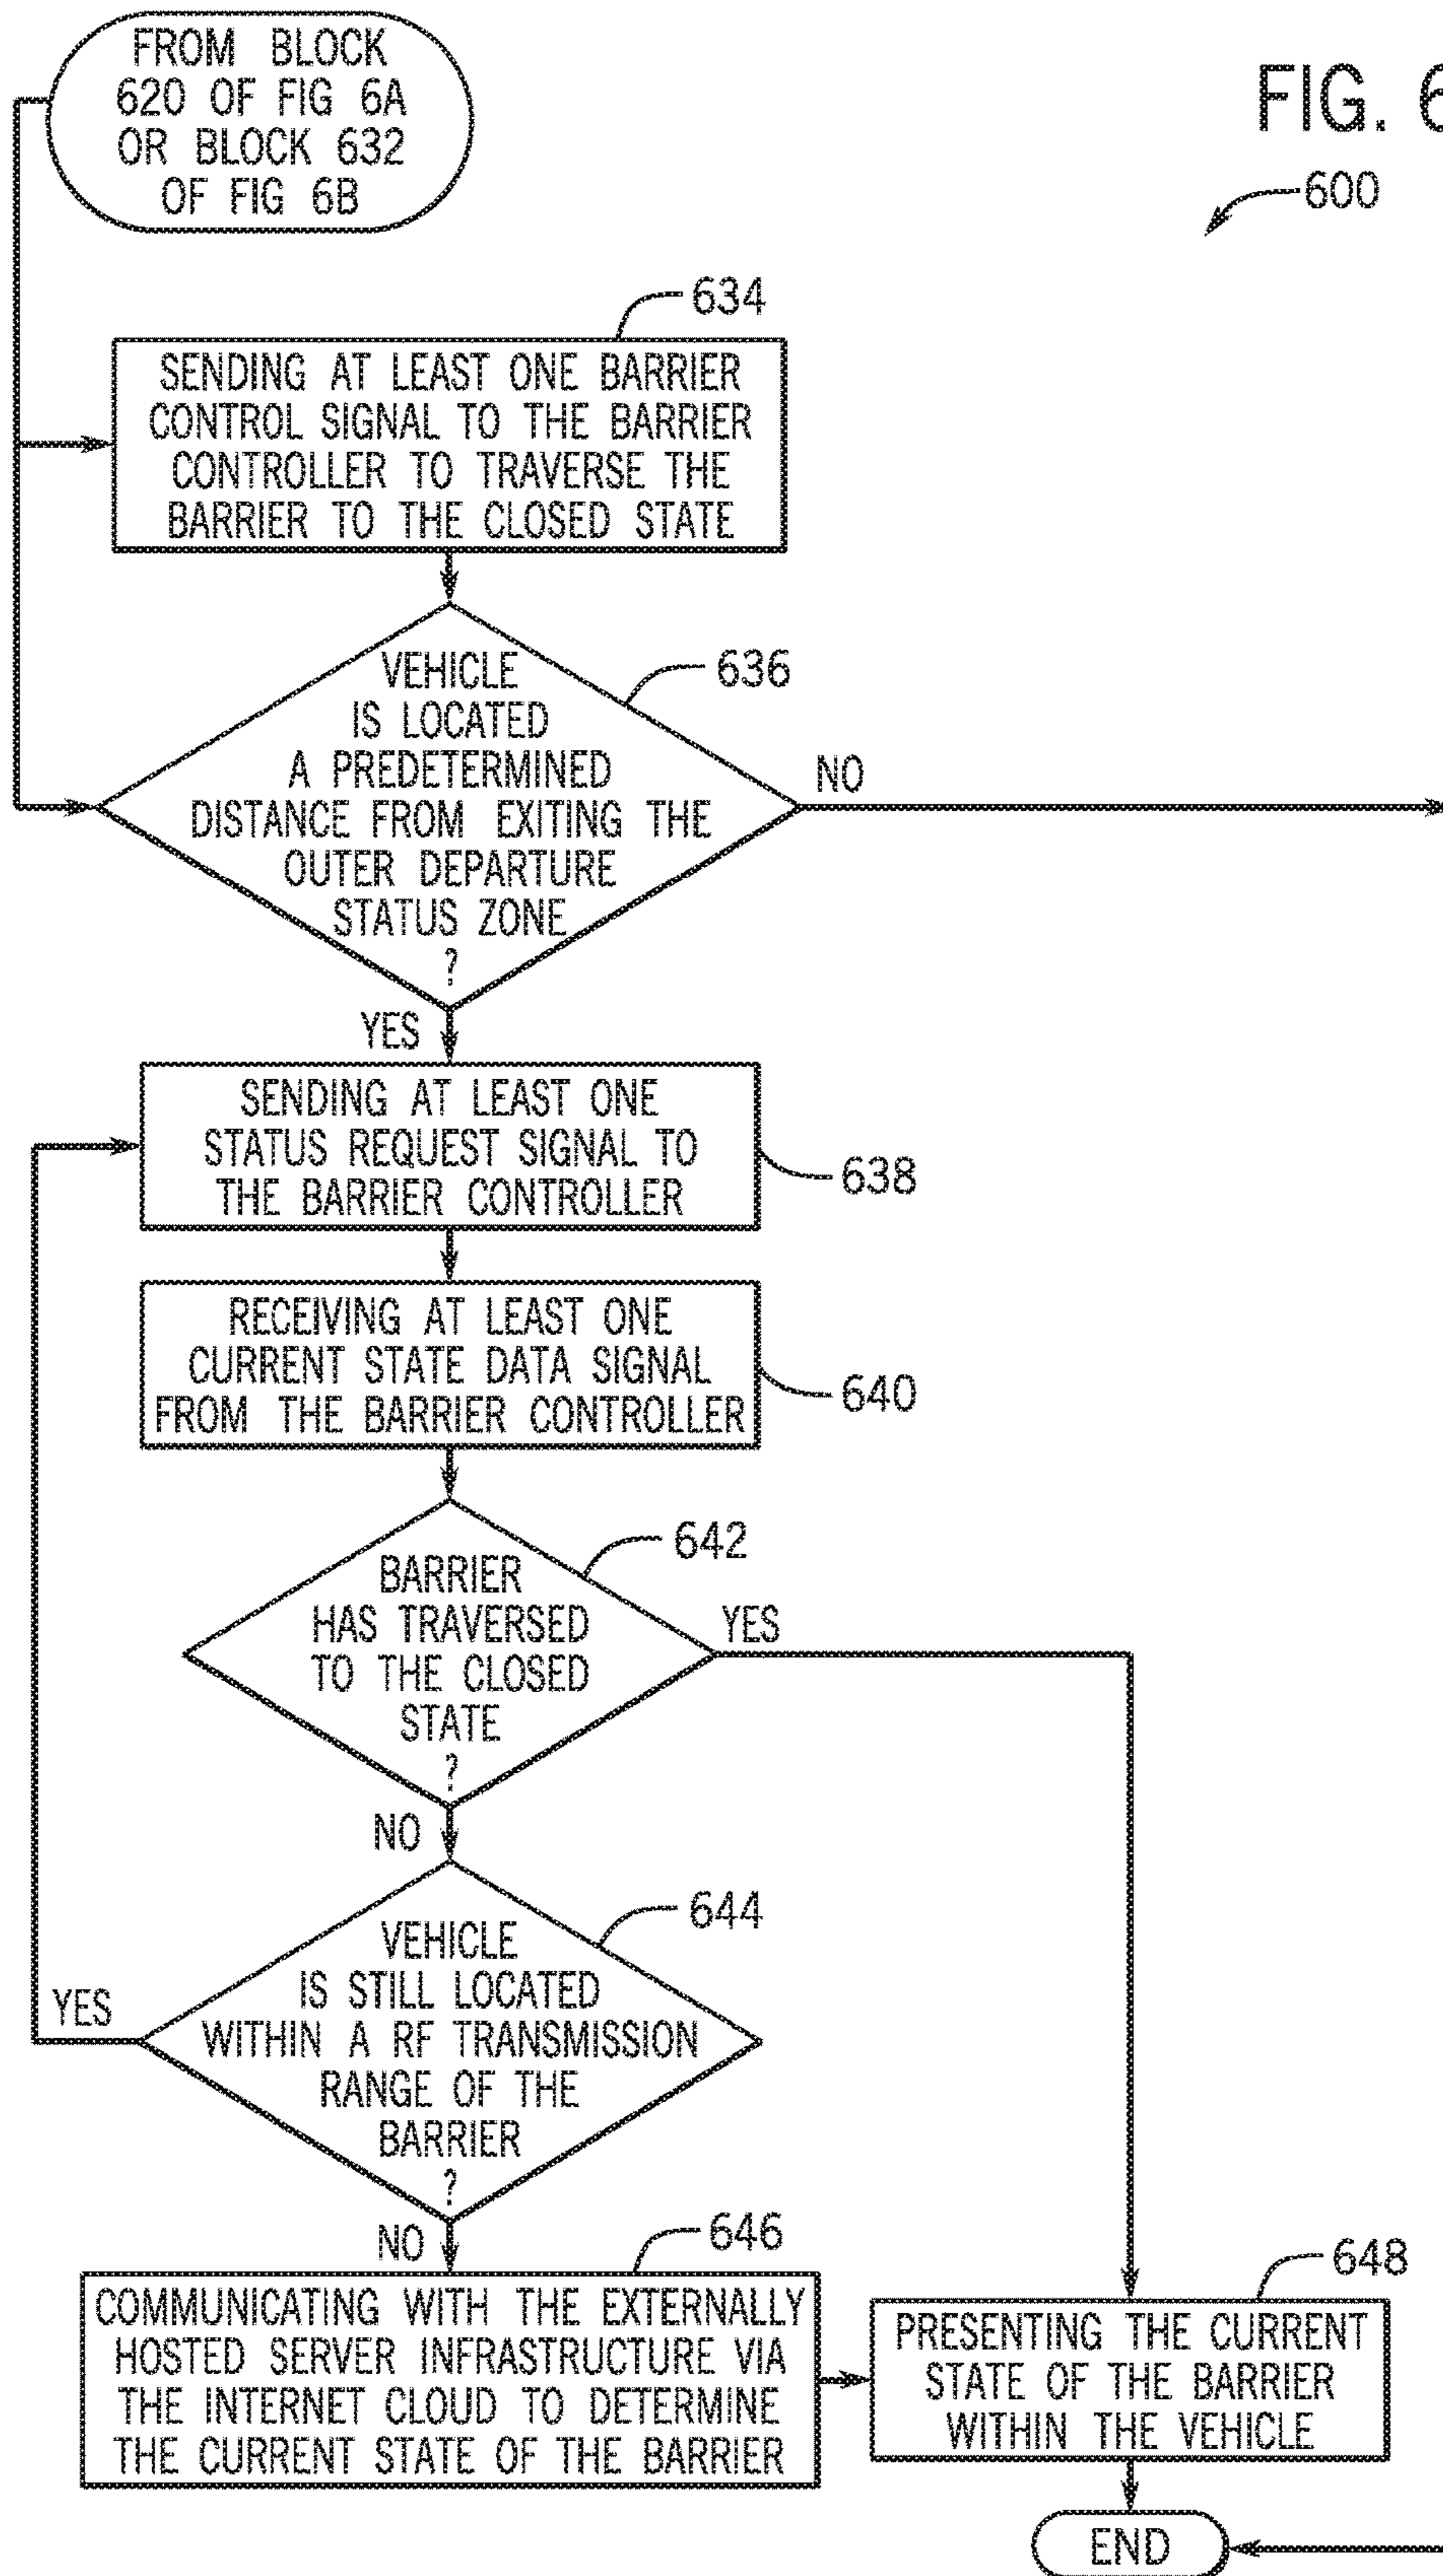 FROM BLOCK
620 OF FIG 6A
OR BLOCK 632
OF FIG 6B
FIG. 6
600
634
SENDING AT LEAST ONE BARRIER
CONTROL SIGNAL TO THE BARRIER
CONTROLLER TO TRAVERSE THE
BARRIER TO THE CLOSED STATE
636
VEHICLE
IS LOCATED
A PREDETERMINED
DISTANCE FROM EXITING THE
OUTER DEPARTURE
STATUS ZONE
?
NO
YES
SENDING AT LEAST ONE
STATUS REQUEST SIGNAL TO
THE BARRIER CONTROLLER
638
RECEIVING AT LEAST ONE
CURRENT STATE DATA SIGNAL
FROM THE BARRIER CONTROLLER
640
642
BARRIER
HAS TRAVERSED
TO THE CLOSED
STATE
?
YES
NO
644
VEHICLE
IS STILL LOCATED
WITHIN A RF TRANSMISSION
RANGE OF THE
BARRIER
?
YES
NO
646
COMMUNICATING WITH THE EXTERNALLY
HOSTED SERVER INFRASTRUCTURE VIA
THE INTERNET CLOUD TO DETERMINE
THE CURRENT STATE OF THE BARRIER
648
PRESENTING THE CURRENT
STATE OF THE BARRIER
WITHIN THE VEHICLE
END